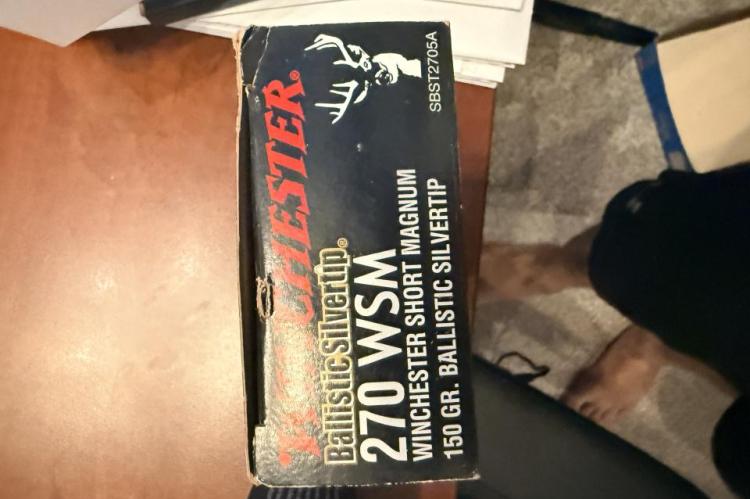 WINCHESTER®
Ballistic Silvertip®
270 WSM
WINCHESTER SHORT MAGNUM
150 GR. BALLISTIC SILVERTIP
SBST2705A